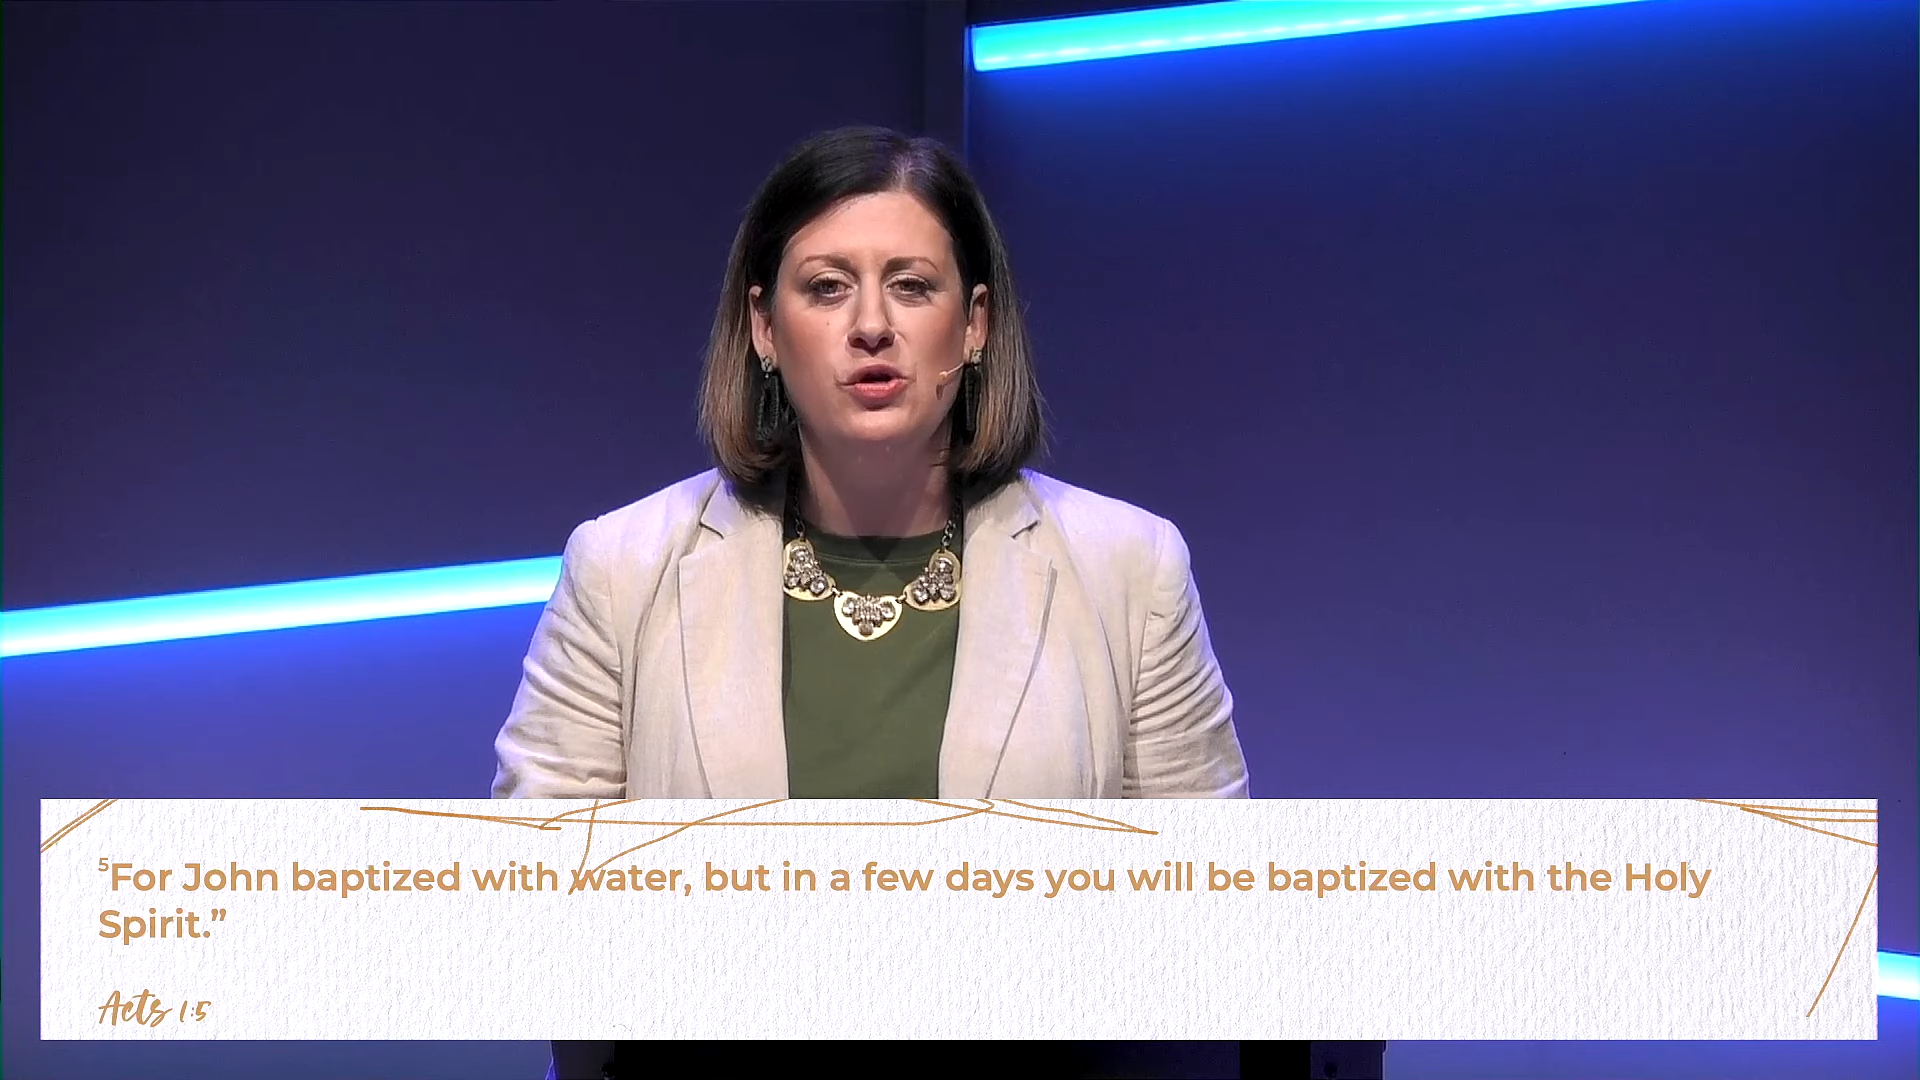 ⁵For John baptized with water, but in a few days you will be baptized with the Holy
Spirit.”
Acts 1:5